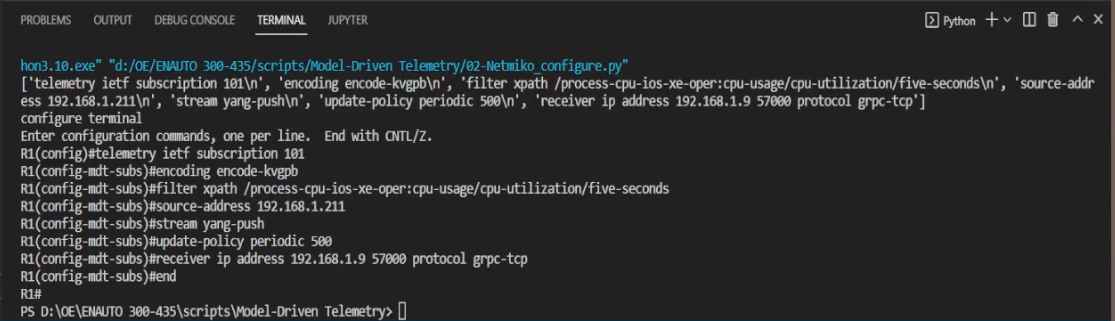 PROBLEMS OUTPUT DEBUG CONSOLE TERMINAL JUPYTER Python
hon3.10.exe" "d:/OE/ENAUTO 300-435/scripts/Model-Driven Telemetry/02-Netmiko_configure.py"
['telemetry ietf subscription 101\n', 'encoding encode-kvgpb\n', 'filter xpath /process-cpu-ios-xe-oper:cpu-usage/cpu-utilization/five-seconds\n', 'source-addr
ess 192.168.1.211\n', 'stream yang-push\n', 'update-policy periodic 500\n', 'receiver ip address 192.168.1.9 57000 protocol grpc-tcp']
configure terminal
Enter configuration commands, one per line. End with CNTL/Z.
R1(config)#telemetry ietf subscription 101
R1(config-mdt-subs)#encoding encode-kvgpb
R1(config-mdt-subs)#filter xpath /process-cpu-ios-xe-oper:cpu-usage/cpu-utilization/five-seconds
R1(config-mdt-subs)#source-address 192.168.1.211
R1(config-mdt-subs)#stream yang-push
R1(config-mdt-subs)#update-policy periodic 500
R1(config-mdt-subs)#receiver ip address 192.168.1.9 57000 protocol grpc-tcp
R1(config-mdt-subs)#end
R1#
PS D:\OE\ENAUTO 300-435\scripts\Model-Driven Telemetry>